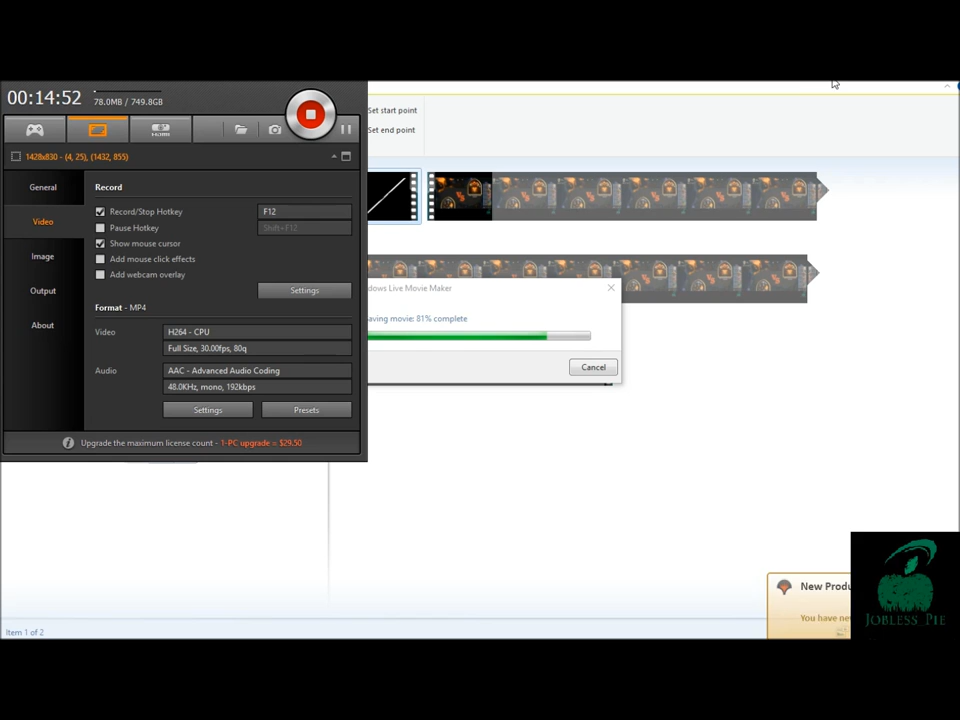 00:14:52
78.0MB / 749.8GB
1428x830 - (4, 25), (1432, 855)
General
Video
Image
Output
About
Record
Record/Stop Hotkey
F12
Pause Hotkey
Shift+F12
Show mouse cursor
Add mouse click effects
Add webcam overlay
Settings
Format - MP4
Video
H264 - CPU
Full Size, 30.00fps, 80q
Audio
AAC - Advanced Audio Coding
48.0KHz, mono, 192kbps
Settings
Presets
Upgrade the maximum license count - 1-PC upgrade = $29.50
Set start point
Set end point
dows Live Movie Maker
aving movie: 81% complete
Cancel
New Produ
You have ne
JOBLESS_PIE
Item 1 of 2